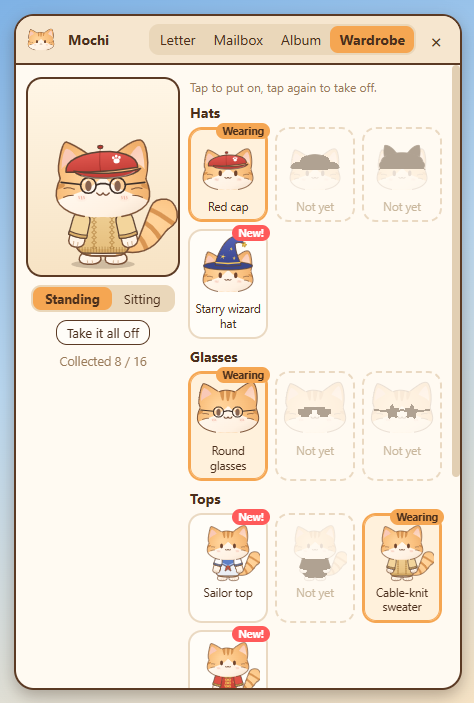 Mochi
Letter
Mailbox
Album
Wardrobe
×
Standing
Sitting
Take it all off
Collected 8 / 16
Tap to put on, tap again to take off.
Hats
Wearing
Red cap
Not yet
Not yet
New!
Starry wizard
hat
Glasses
Wearing
Round
glasses
Not yet
Not yet
Tops
New!
Sailor top
Not yet
Wearing
Cable-knit
sweater
New!